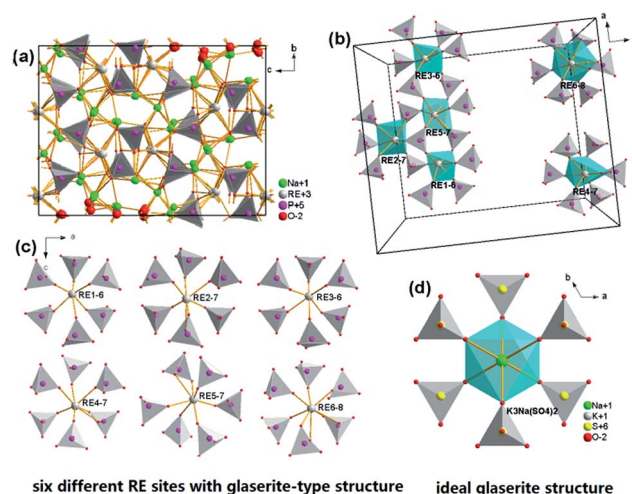 (a)
b
c
Na+1
RE+3
P+5
O-2
(b)
a
RE3-6
RE6-8
RE5-7
RE2-7
RE1-6
RE4-7
(c)
a
c
RE1-6
RE2-7
RE3-6
RE4-7
RE5-7
RE6-8
(d)
b
a
K3Na(SO4)2
Na+1
K+1
S+6
O-2
six different RE sites with glaserite-type structure
ideal glaserite structure